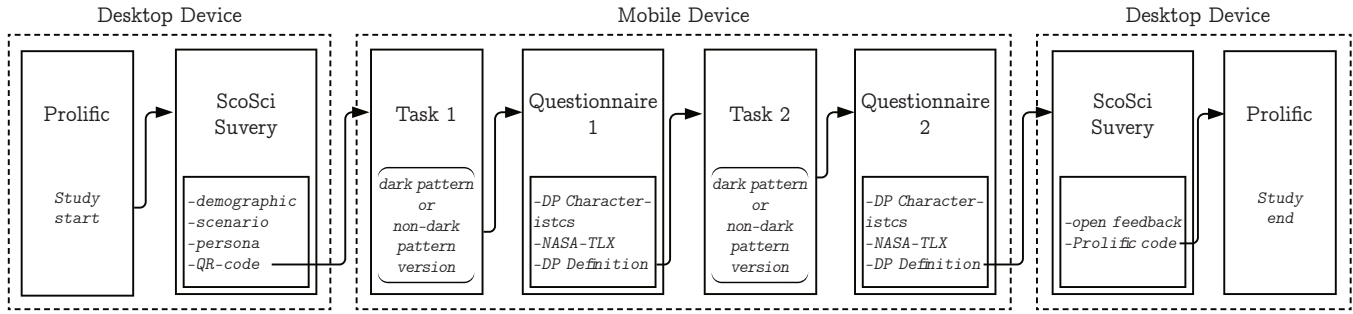 Desktop Device
Mobile Device
Desktop Device
Prolific
Study
start
ScoSci
Suvery
-demographic
-scenario
-persona
-QR-code
Task 1
dark pattern
or
non-dark
pattern
version
Questionnaire
1
-DP Character-
istcs
-NASA-TLX
-DP Definition
Task 2
dark pattern
or
non-dark
pattern
version
Questionnaire
2
-DP Character-
istcs
-NASA-TLX
-DP Definition
ScoSci
Suvery
-open feedback
-Prolific code
Prolific
Study
end